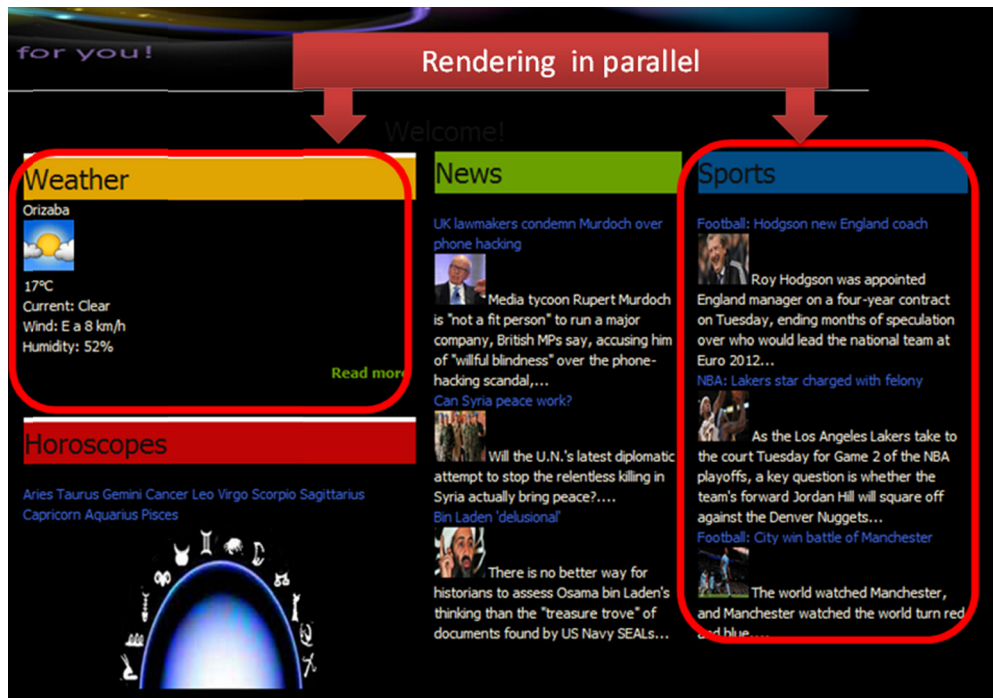 for you!
Rendering in parallel
Welcome!
Weather
Orizaba
17°C
Current: Clear
Wind: E a 8 km/h
Humidity: 52%
Read more
Horoscopes
Aries Taurus Gemini Cancer Leo Virgo Scorpio Sagittarius
Capricorn Aquarius Pisces
News
UK lawmakers condemn Murdoch over
phone hacking
Media tycoon Rupert Murdoch
is "not a fit person" to run a major
company, British MPs say, accusing him
of "willful blindness" over the phone-
hacking scandal,...
Can Syria peace work?
Will the U.N.'s latest diplomatic
attempt to stop the relentless killing in
Syria actually bring peace?....
Bin Laden 'delusional'
There is no better way for
historians to assess Osama bin Laden's
thinking than the "treasure trove" of
documents found by US Navy SEALs...
Sports
Football: Hodgson new England coach
Roy Hodgson was appointed
England manager on a four-year contract
on Tuesday, ending months of speculation
over who would lead the national team at
Euro 2012...
NBA: Lakers star charged with felony
As the Los Angeles Lakers take to
the court Tuesday for Game 2 of the NBA
playoffs, a key question is whether the
team's forward Jordan Hill will square off
against the Denver Nuggets...
Football: City win battle of Manchester
The world watched Manchester,
and Manchester watched the world turn red
and blue....